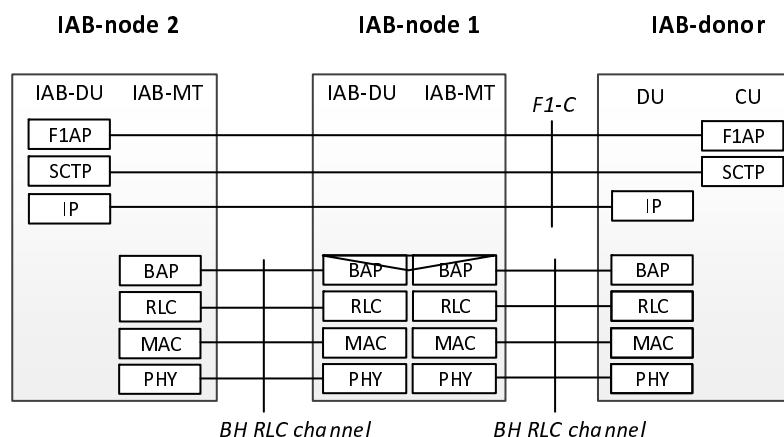 IAB-node 2 IAB-node 1 IAB-donor
IAB-DU IAB-MT IAB-DU IAB-MT F1-C DU CU
F1AP F1AP
SCTP SCTP
IP IP
BAP BAP BAP BAP
RLC RLC RLC RLC
MAC MAC MAC MAC
PHY PHY PHY PHY
BH RLC channel BH RLC channel